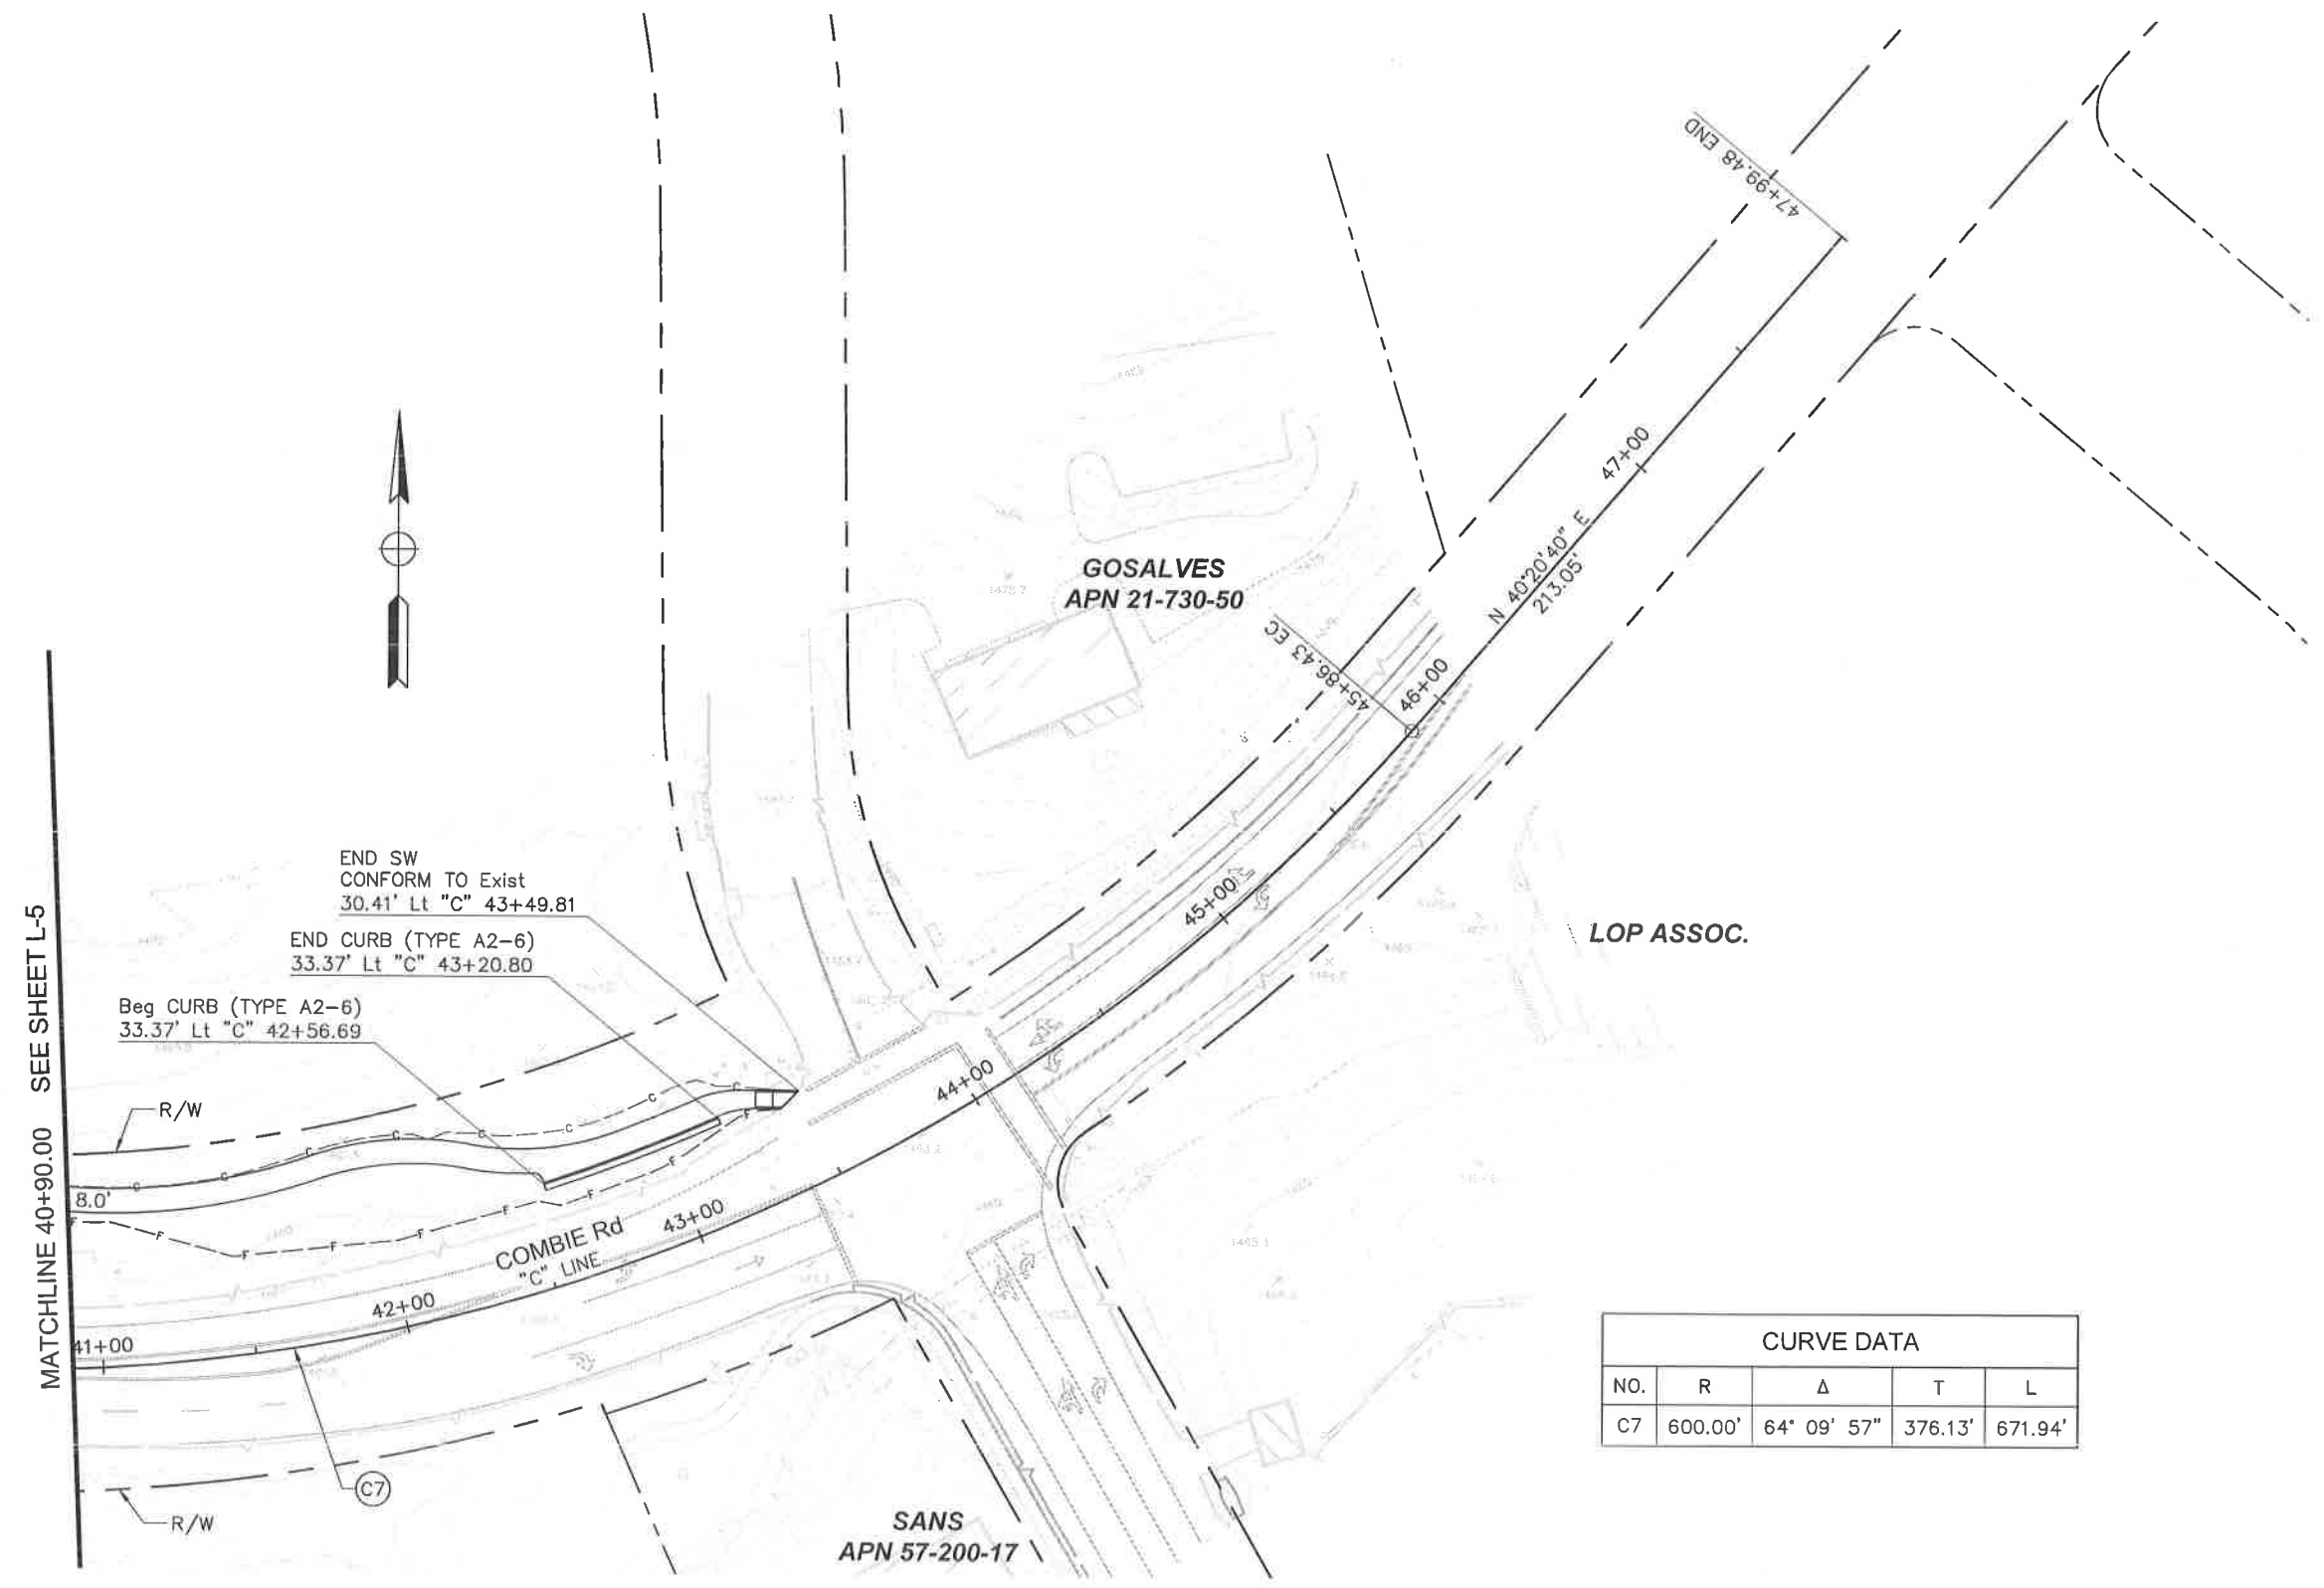 47+99.48 END
47+00
N 40°20'40" E
213.05'
GOSALVES
APN 21-730-50
45+86.43 EC
46+00
45+00
LOP ASSOC.
END SW
CONFORM TO Exist
30.41' Lt "C" 43+49.81
END CURB (TYPE A2-6)
33.37' Lt "C" 43+20.80
Beg CURB (TYPE A2-6)
33.37' Lt "C" 42+56.69
MATCHLINE 40+90.00 SEE SHEET L-5
R/W
44+00
8.0'
43+00
COMBIE Rd
"C" LINE
42+00
41+00
C7
R/W
SANS
APN 57-200-17
CURVE DATA
NO. R Δ T L
C7 600.00' 64° 09' 57" 376.13' 671.94'
C C C C C C C
F F F F F F F F